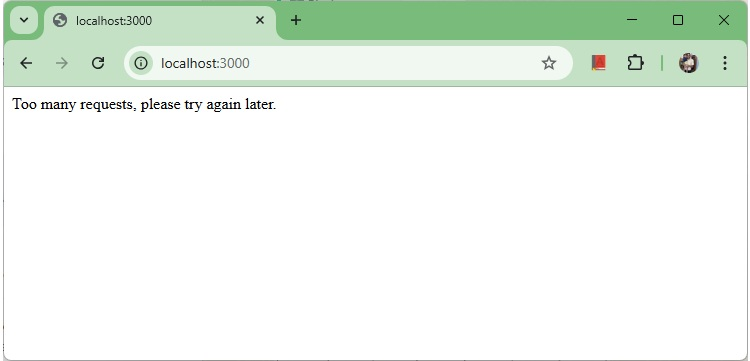 localhost:3000
localhost:3000
Too many requests, please try again later.